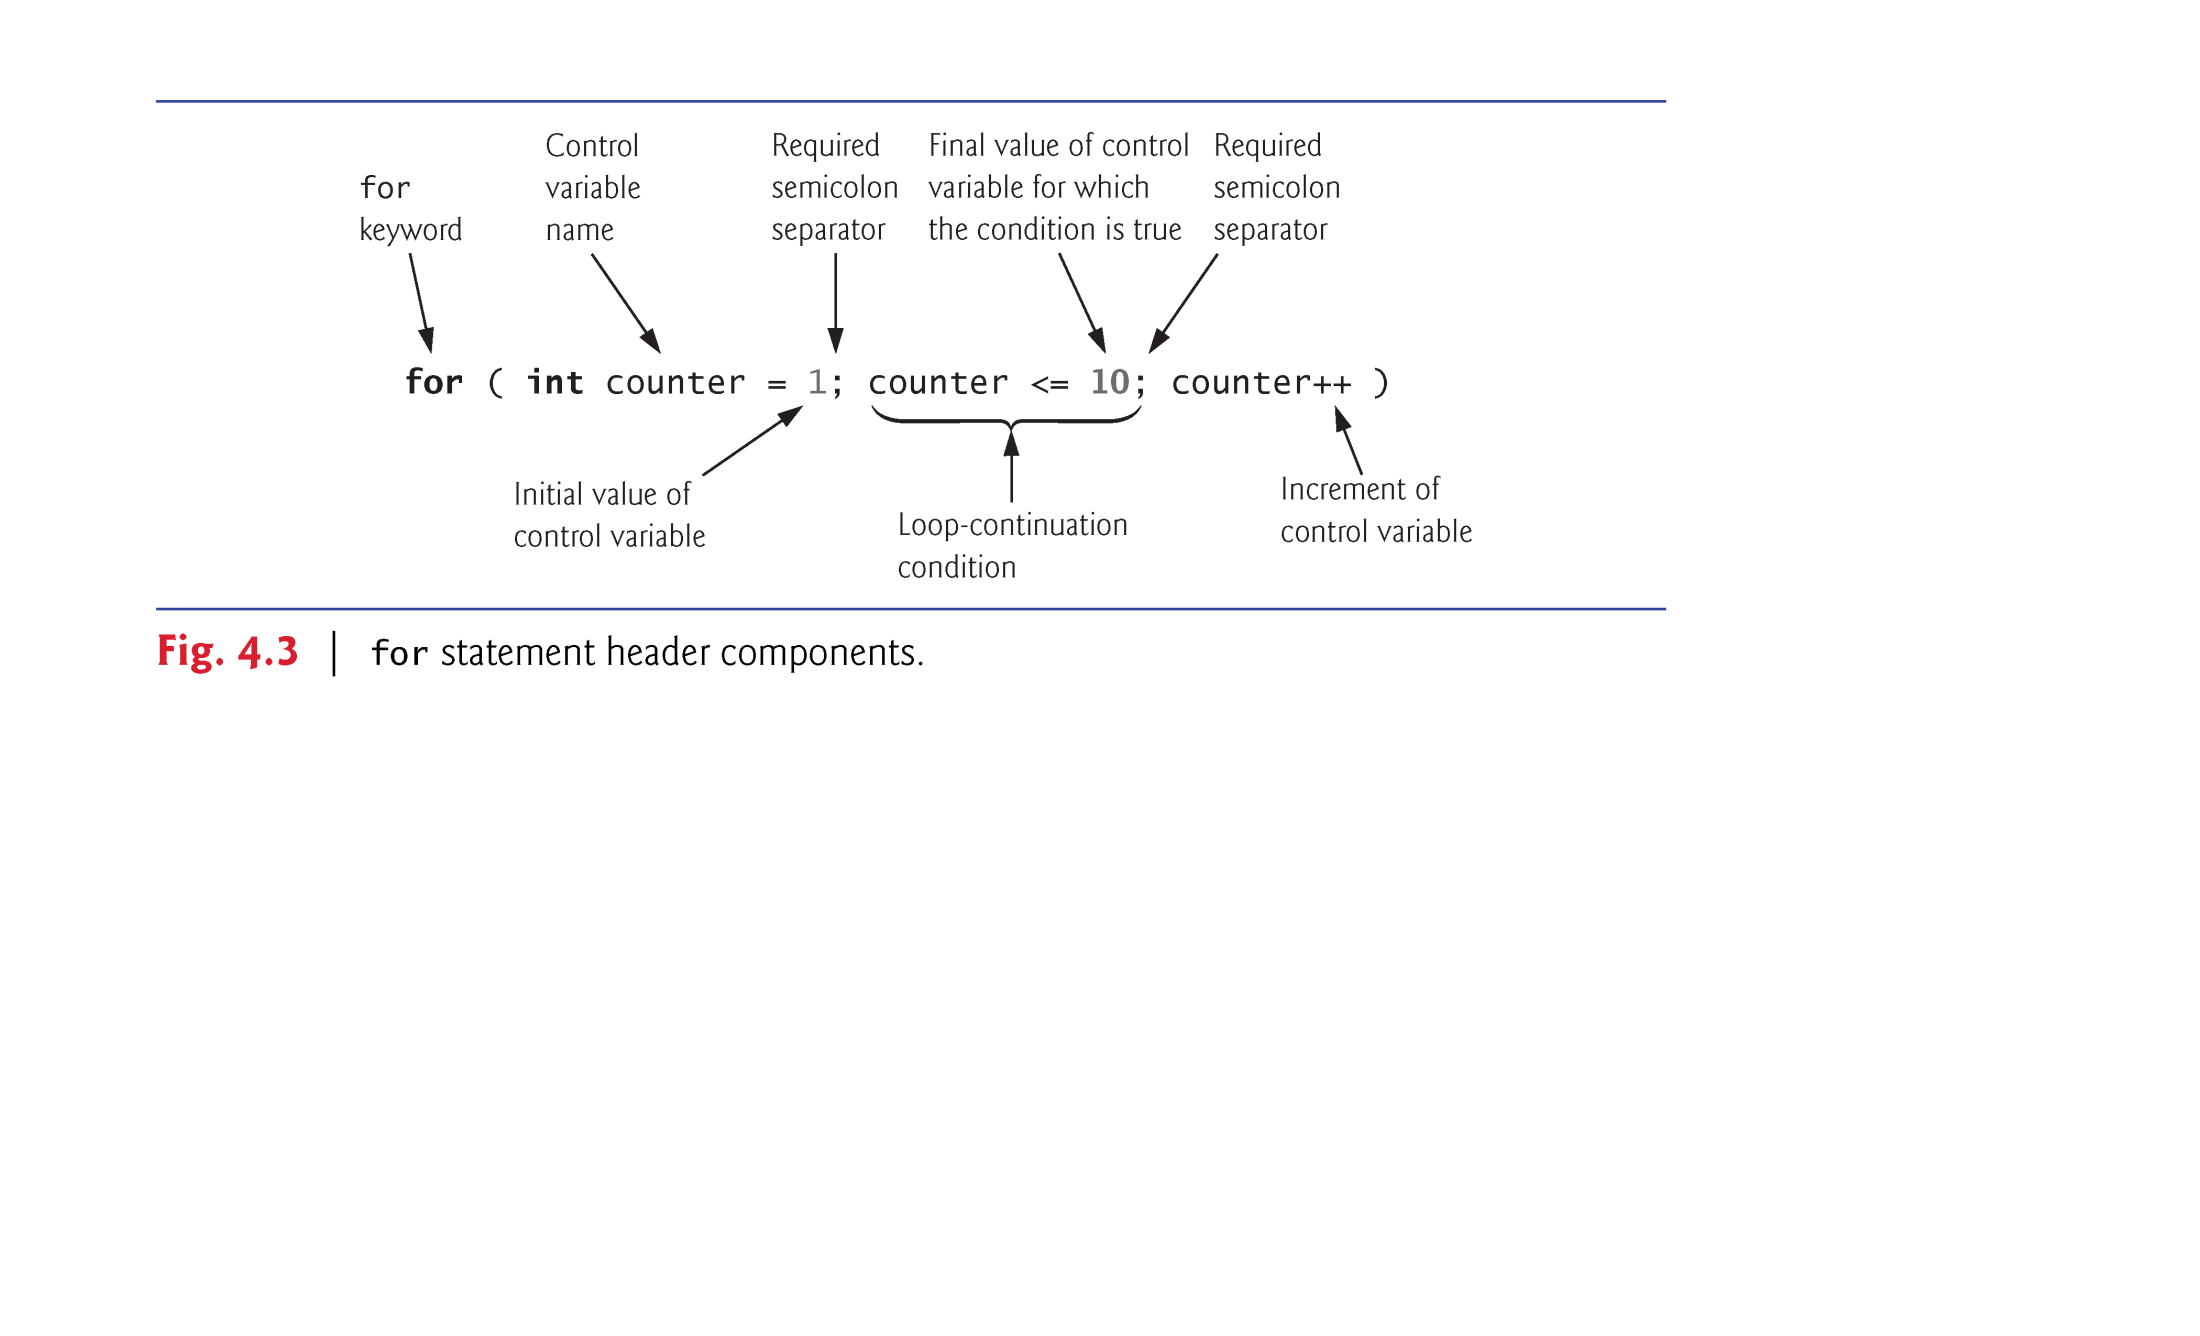 for
keyword
Control
variable
name
Required
semicolon
separator
Final value of control
variable for which
the condition is true
Required
semicolon
separator
for ( int counter = 1; counter <= 10; counter++ )
Initial value of
control variable
Loop-continuation
condition
Increment of
control variable
Fig. 4.3 | for statement header components.